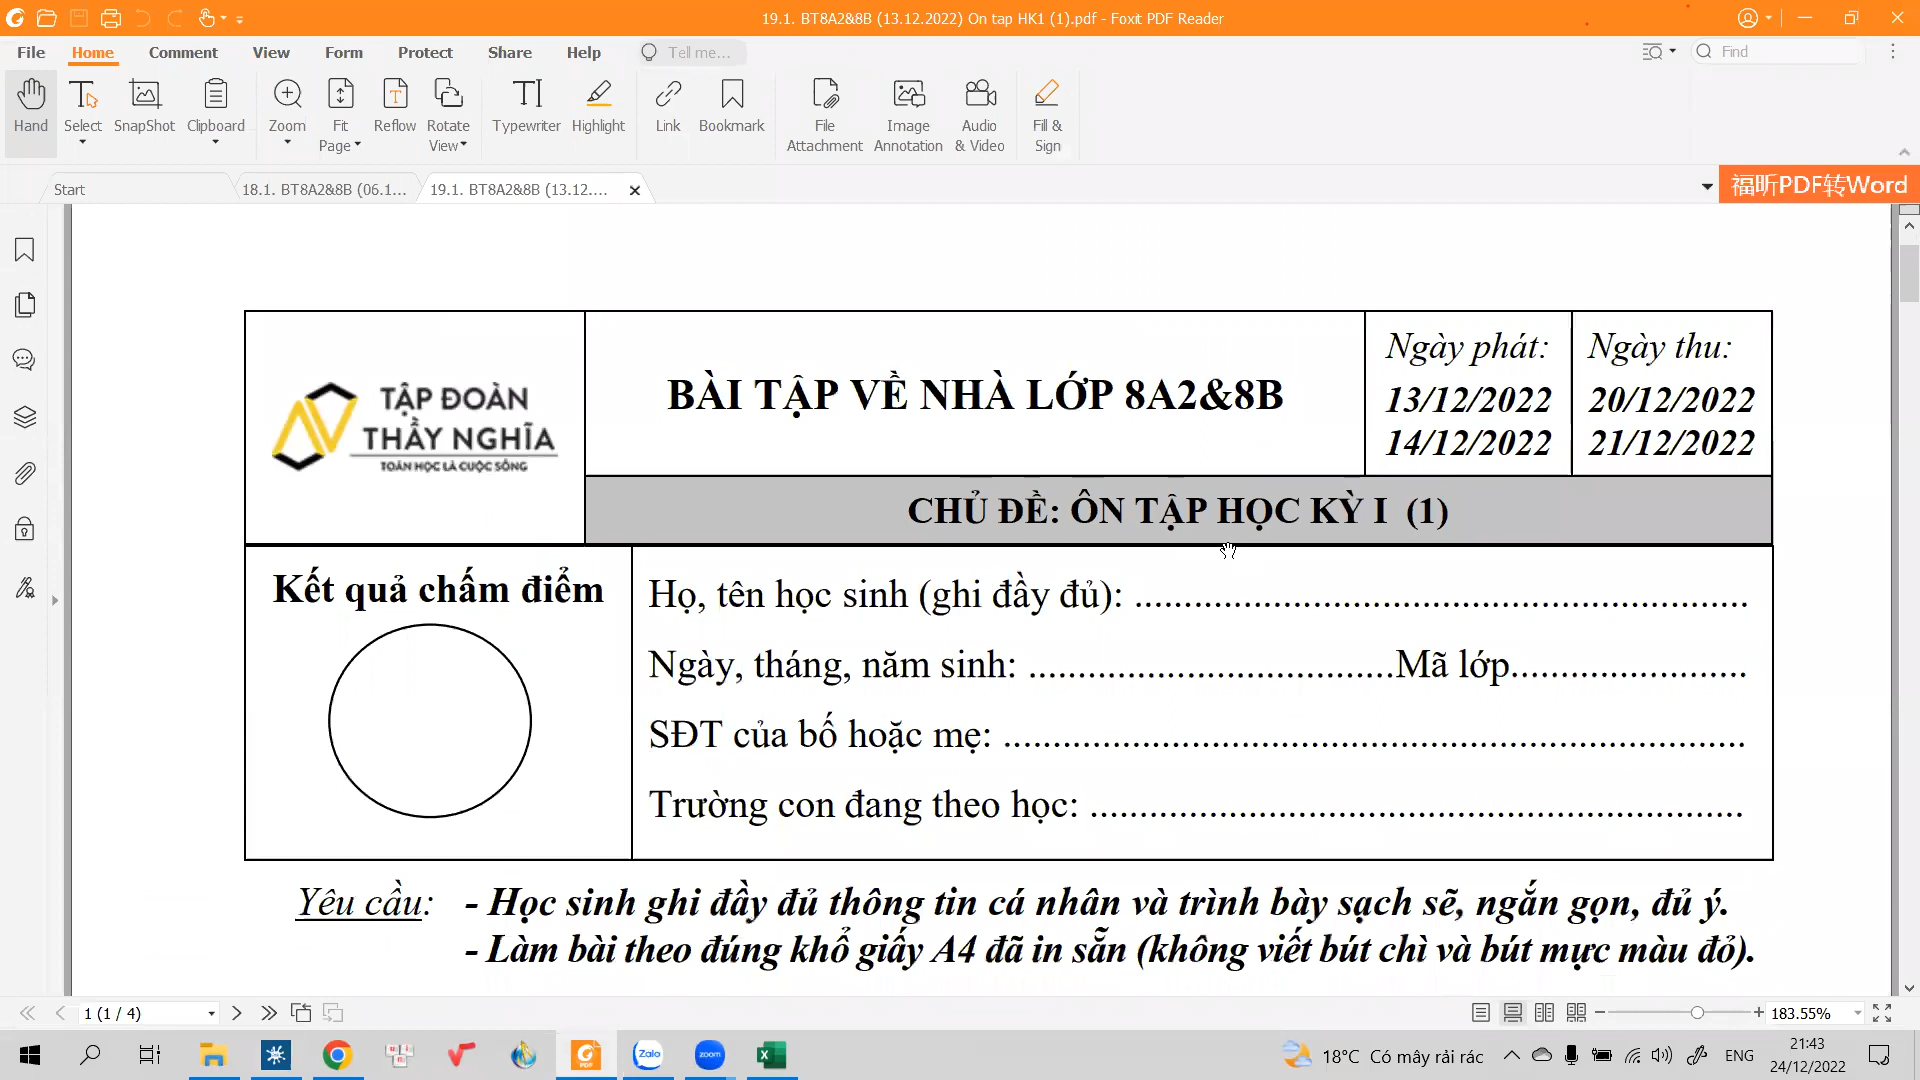 19.1. BT8A2&8B (13.12.2022) On tap HK1 (1).pdf - Foxit PDF Reader
File Home Comment View Form Protect Share Help Tell me... Find
Hand Select SnapShot Clipboard Zoom Fit Page Reflow Rotate View Typewriter Highlight Link Bookmark File Attachment Image Annotation Audio & Video Fill & Sign
Start 18.1. BT8A2&8B (06.1... 19.1. BT8A2&8B (13.12.... 福昕PDF转Word
TẬP ĐOÀN
THẦY NGHĨA
TOÁN HỌC LÀ CUỘC SỐNG
BÀI TẬP VỀ NHÀ LỚP 8A2&8B
Ngày phát:
13/12/2022
14/12/2022
Ngày thu:
20/12/2022
21/12/2022
CHỦ ĐỀ: ÔN TẬP HỌC KỲ I (1)
Kết quả chấm điểm
Họ, tên học sinh (ghi đầy đủ): ..............................................................
Ngày, tháng, năm sinh: .....................................Mã lớp........................
SĐT của bố hoặc mẹ: ...........................................................................
Trường con đang theo học: ..................................................................
Yêu cầu: - Học sinh ghi đầy đủ thông tin cá nhân và trình bày sạch sẽ, ngắn gọn, đủ ý.
- Làm bài theo đúng khổ giấy A4 đã in sẵn (không viết bút chì và bút mực màu đỏ).
1 (1 / 4) 183.55%
Zalo zoom 18°C Có mây rải rác ENG 21:43
24/12/2022